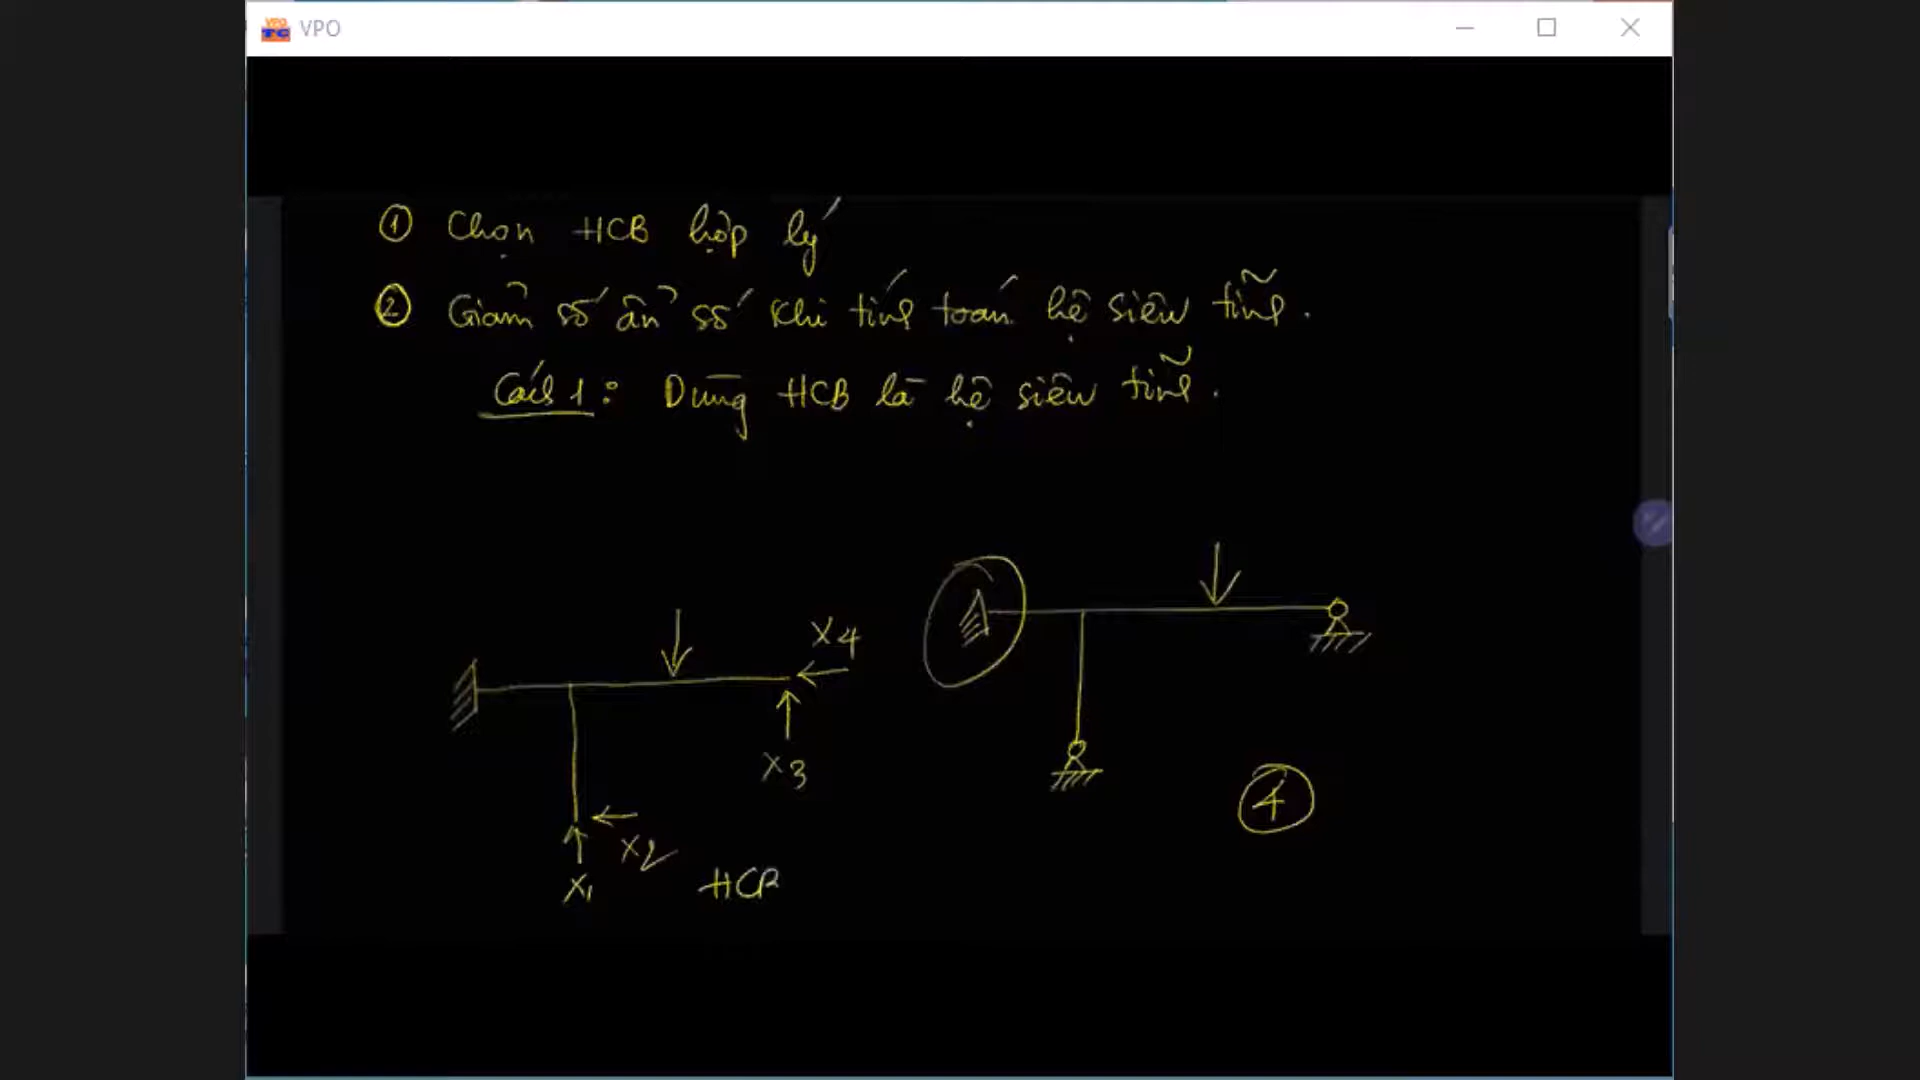 VPO
① Chọn HCB hợp lý
② Giảm số ẩn số khi tính toán hệ siêu tĩnh.
Cách 1: Dùng HCB là hệ siêu tĩnh.
X4
X3
X2
X1
HCB
4